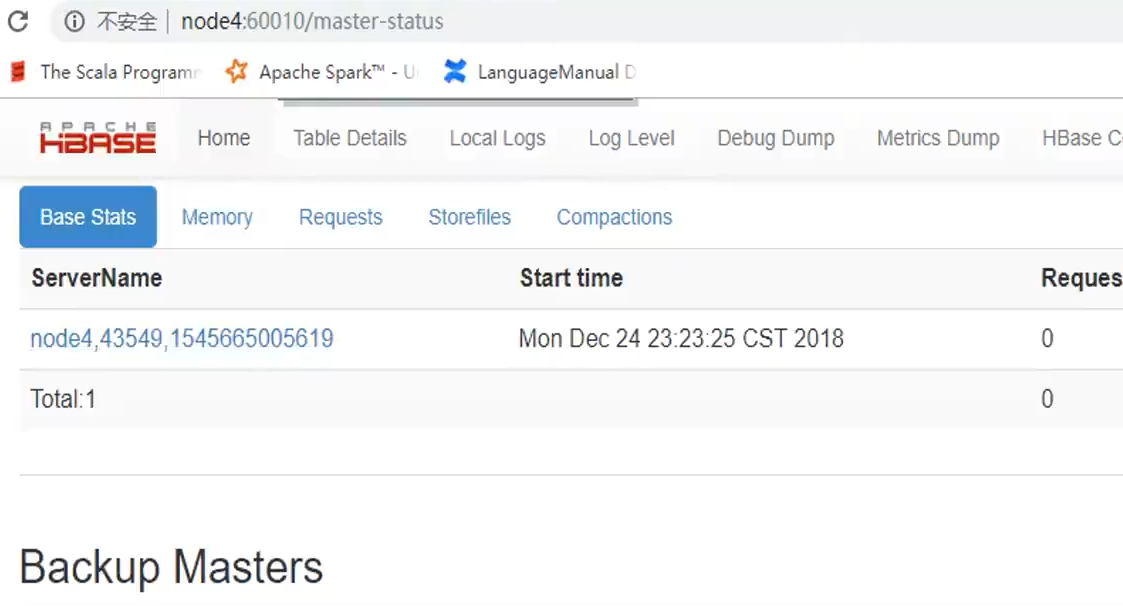 不安全 node4:60010/master-status
The Scala Programm Apache Spark™ - LanguageManual
APACHE HBASE Home Table Details Local Logs Log Level Debug Dump Metrics Dump HBase
Base Stats Memory Requests Storefiles Compactions
ServerName Start time Reques
node4,43549,1545665005619 Mon Dec 24 23:23:25 CST 2018 0
Total:1 0
Backup Masters